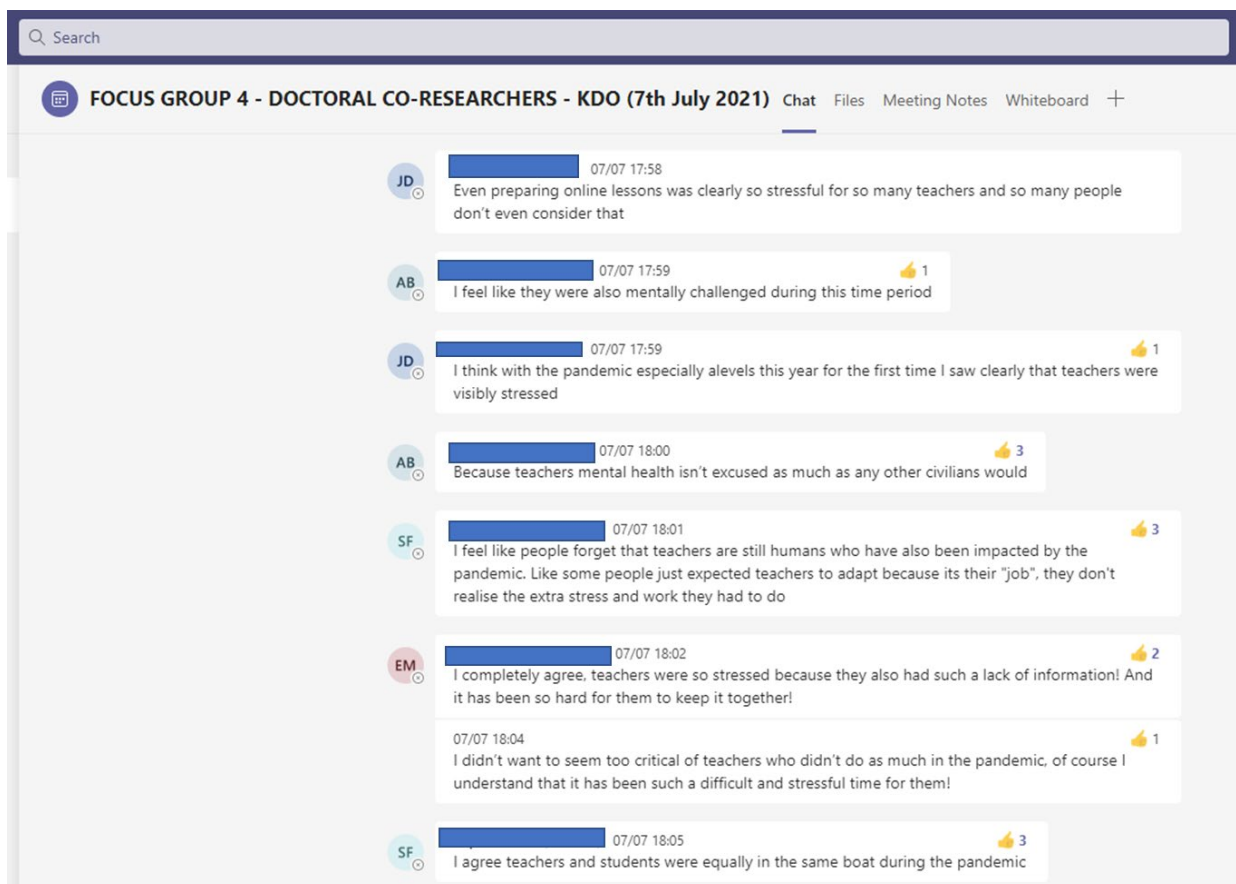 Search
FOCUS GROUP 4 - DOCTORAL CO-RESEARCHERS - KDO (7th July 2021) Chat Files Meeting Notes Whiteboard
JD
07/07 17:58
Even preparing online lessons was clearly so stressful for so many teachers and so many people
don't even consider that
AB
07/07 17:59 1
I feel like they were also mentally challenged during this time period
JD
07/07 17:59 1
I think with the pandemic especially alevels this year for the first time I saw clearly that teachers were
visibly stressed
AB
07/07 18:00 3
Because teachers mental health isn't excused as much as any other civilians would
SF
07/07 18:01 3
I feel like people forget that teachers are still humans who have also been impacted by the
pandemic. Like some people just expected teachers to adapt because its their "job", they don't
realise the extra stress and work they had to do
EM
07/07 18:02 2
I completely agree, teachers were so stressed because they also had such a lack of information! And
it has been so hard for them to keep it together!
07/07 18:04 1
I didn't want to seem too critical of teachers who didn't do as much in the pandemic, of course I
understand that it has been such a difficult and stressful time for them!
SF
07/07 18:05 3
I agree teachers and students were equally in the same boat during the pandemic